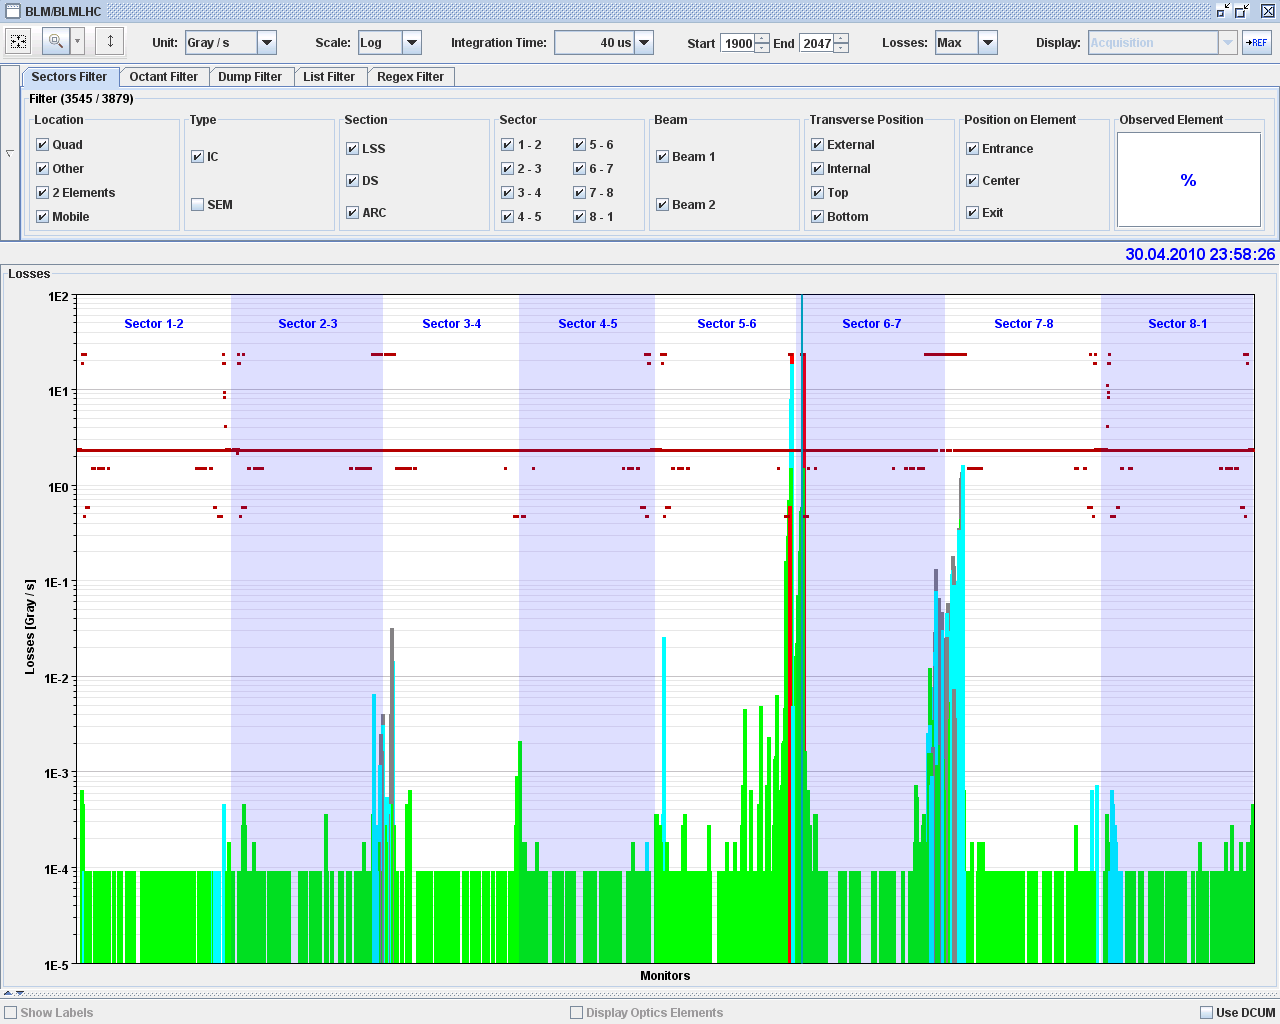 BLM/BLMLHC
Unit: Gray / s Scale: Log Integration Time: 40 us Start 1900 End 2047 Losses: Max Display: Acquisition →REF
Sectors Filter Octant Filter Dump Filter List Filter Regex Filter
Filter (3545 / 3879)
Location Type Section Sector Beam Transverse Position Position on Element Observed Element
Quad IC LSS 1 - 2 5 - 6 Beam 1 External Entrance %
Other SEM DS 2 - 3 6 - 7 Beam 2 Internal Center
2 Elements ARC 3 - 4 7 - 8 Top Exit
Mobile 4 - 5 8 - 1 Bottom
30.04.2010 23:58:26
Losses
1E2
Sector 1-2 Sector 2-3 Sector 3-4 Sector 4-5 Sector 5-6 Sector 6-7 Sector 7-8 Sector 8-1
1E1
1E0
1E-1
Losses [Gray / s]
1E-2
1E-3
1E-4
1E-5
Monitors
Show Labels Display Optics Elements Use DCUM